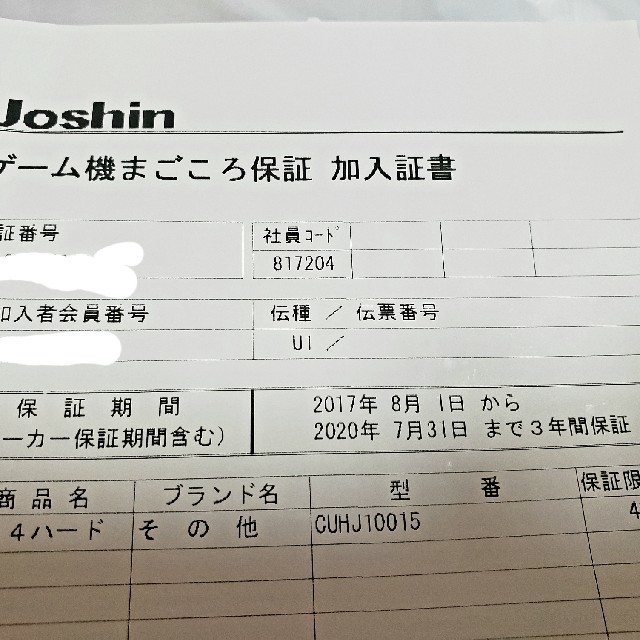 Joshin
ゲーム機まごころ保証 加入証書
証番号
社員ｺｰﾄﾞ
817204
加入者会員番号
伝種 ／ 伝票番号
UI ／
保証期間
ーカー保証期間含む）
2017年 8月 1日 から
2020年 7月31日 まで３年間保証
商品名
ブランド名
型番
保証限
４ハード
その他
CUHJ10015
4